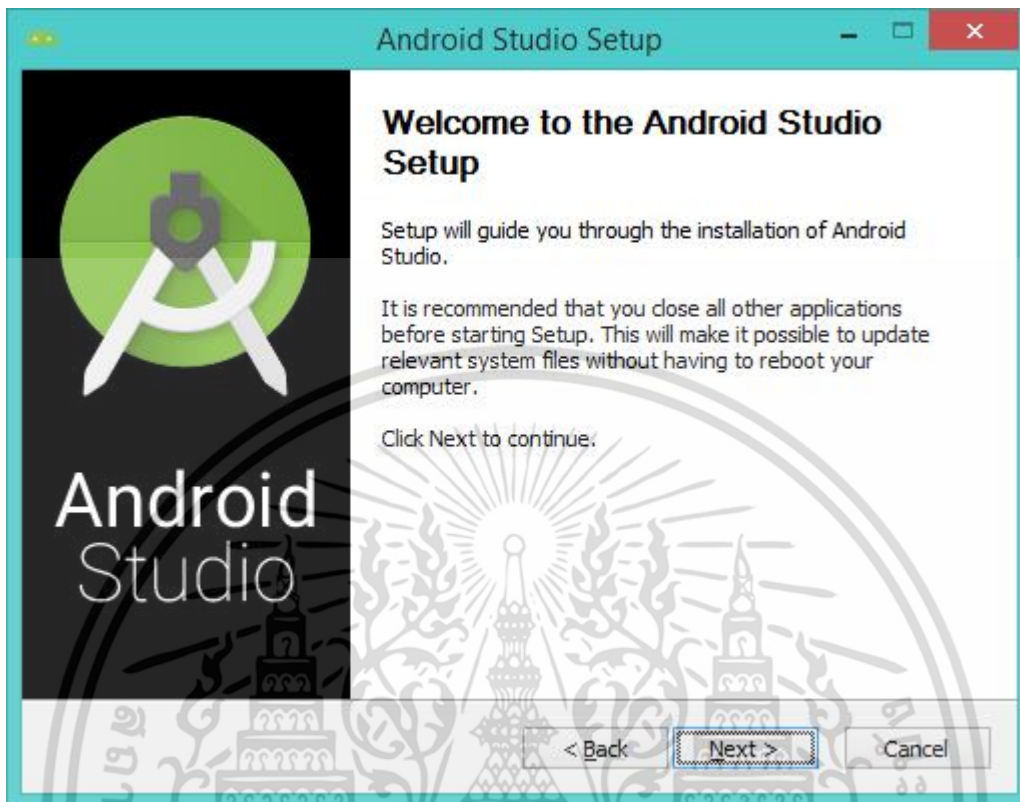 Android Studio Setup
Welcome to the Android Studio
Setup
Setup will guide you through the installation of Android
Studio.
It is recommended that you close all other applications
before starting Setup. This will make it possible to update
relevant system files without having to reboot your
computer.
Click Next to continue.
Android
Studio
< Back
Next >
Cancel